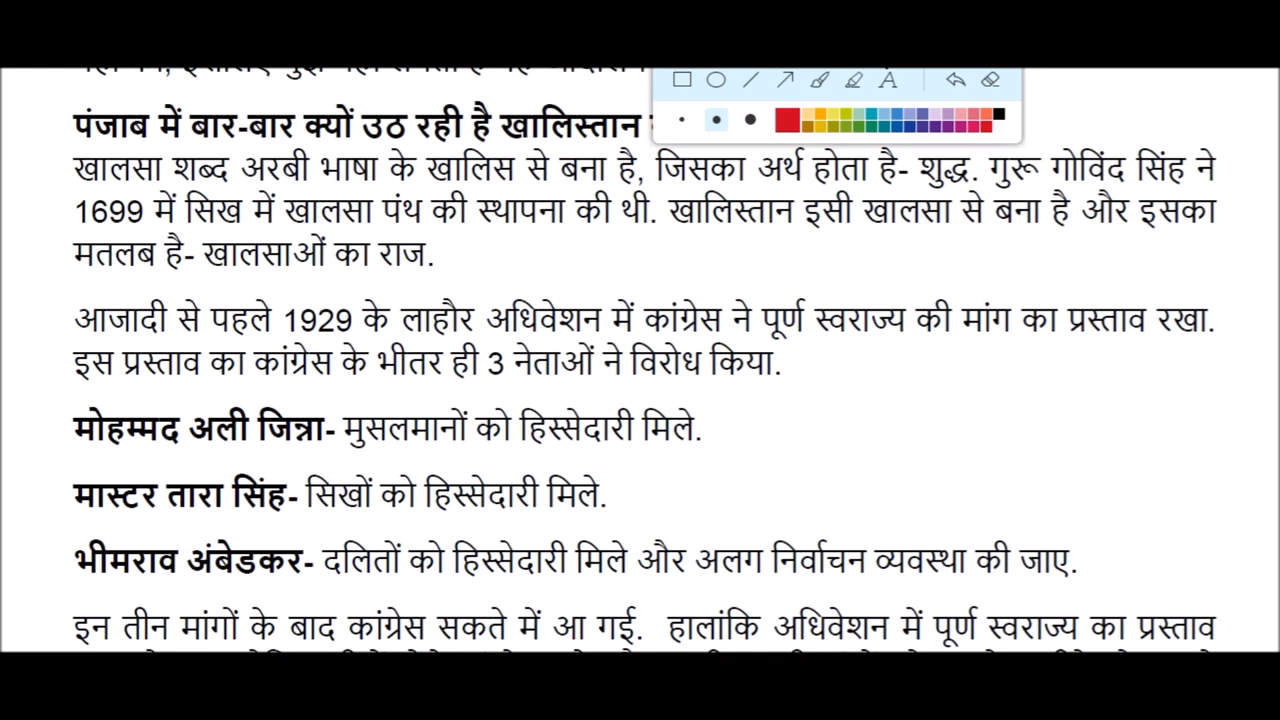 पंजाब में बार-बार क्यों उठ रही है खालिस्तान
खालसा शब्द अरबी भाषा के खालिस से बना है, जिसका अर्थ होता है- शुद्ध. गुरू गोविंद सिंह ने
1699 में सिख में खालसा पंथ की स्थापना की थी. खालिस्तान इसी खालसा से बना है और इसका
मतलब है- खालसाओं का राज.
आजादी से पहले 1929 के लाहौर अधिवेशन में कांग्रेस ने पूर्ण स्वराज्य की मांग का प्रस्ताव रखा.
इस प्रस्ताव का कांग्रेस के भीतर ही 3 नेताओं ने विरोध किया.
मोहम्मद अली जिन्ना- मुसलमानों को हिस्सेदारी मिले.
मास्टर तारा सिंह- सिखों को हिस्सेदारी मिले.
भीमराव अंबेडकर- दलितों को हिस्सेदारी मिले और अलग निर्वाचन व्यवस्था की जाए.
इन तीन मांगों के बाद कांग्रेस सकते में आ गई. हालांकि अधिवेशन में पूर्ण स्वराज्य का प्रस्ताव